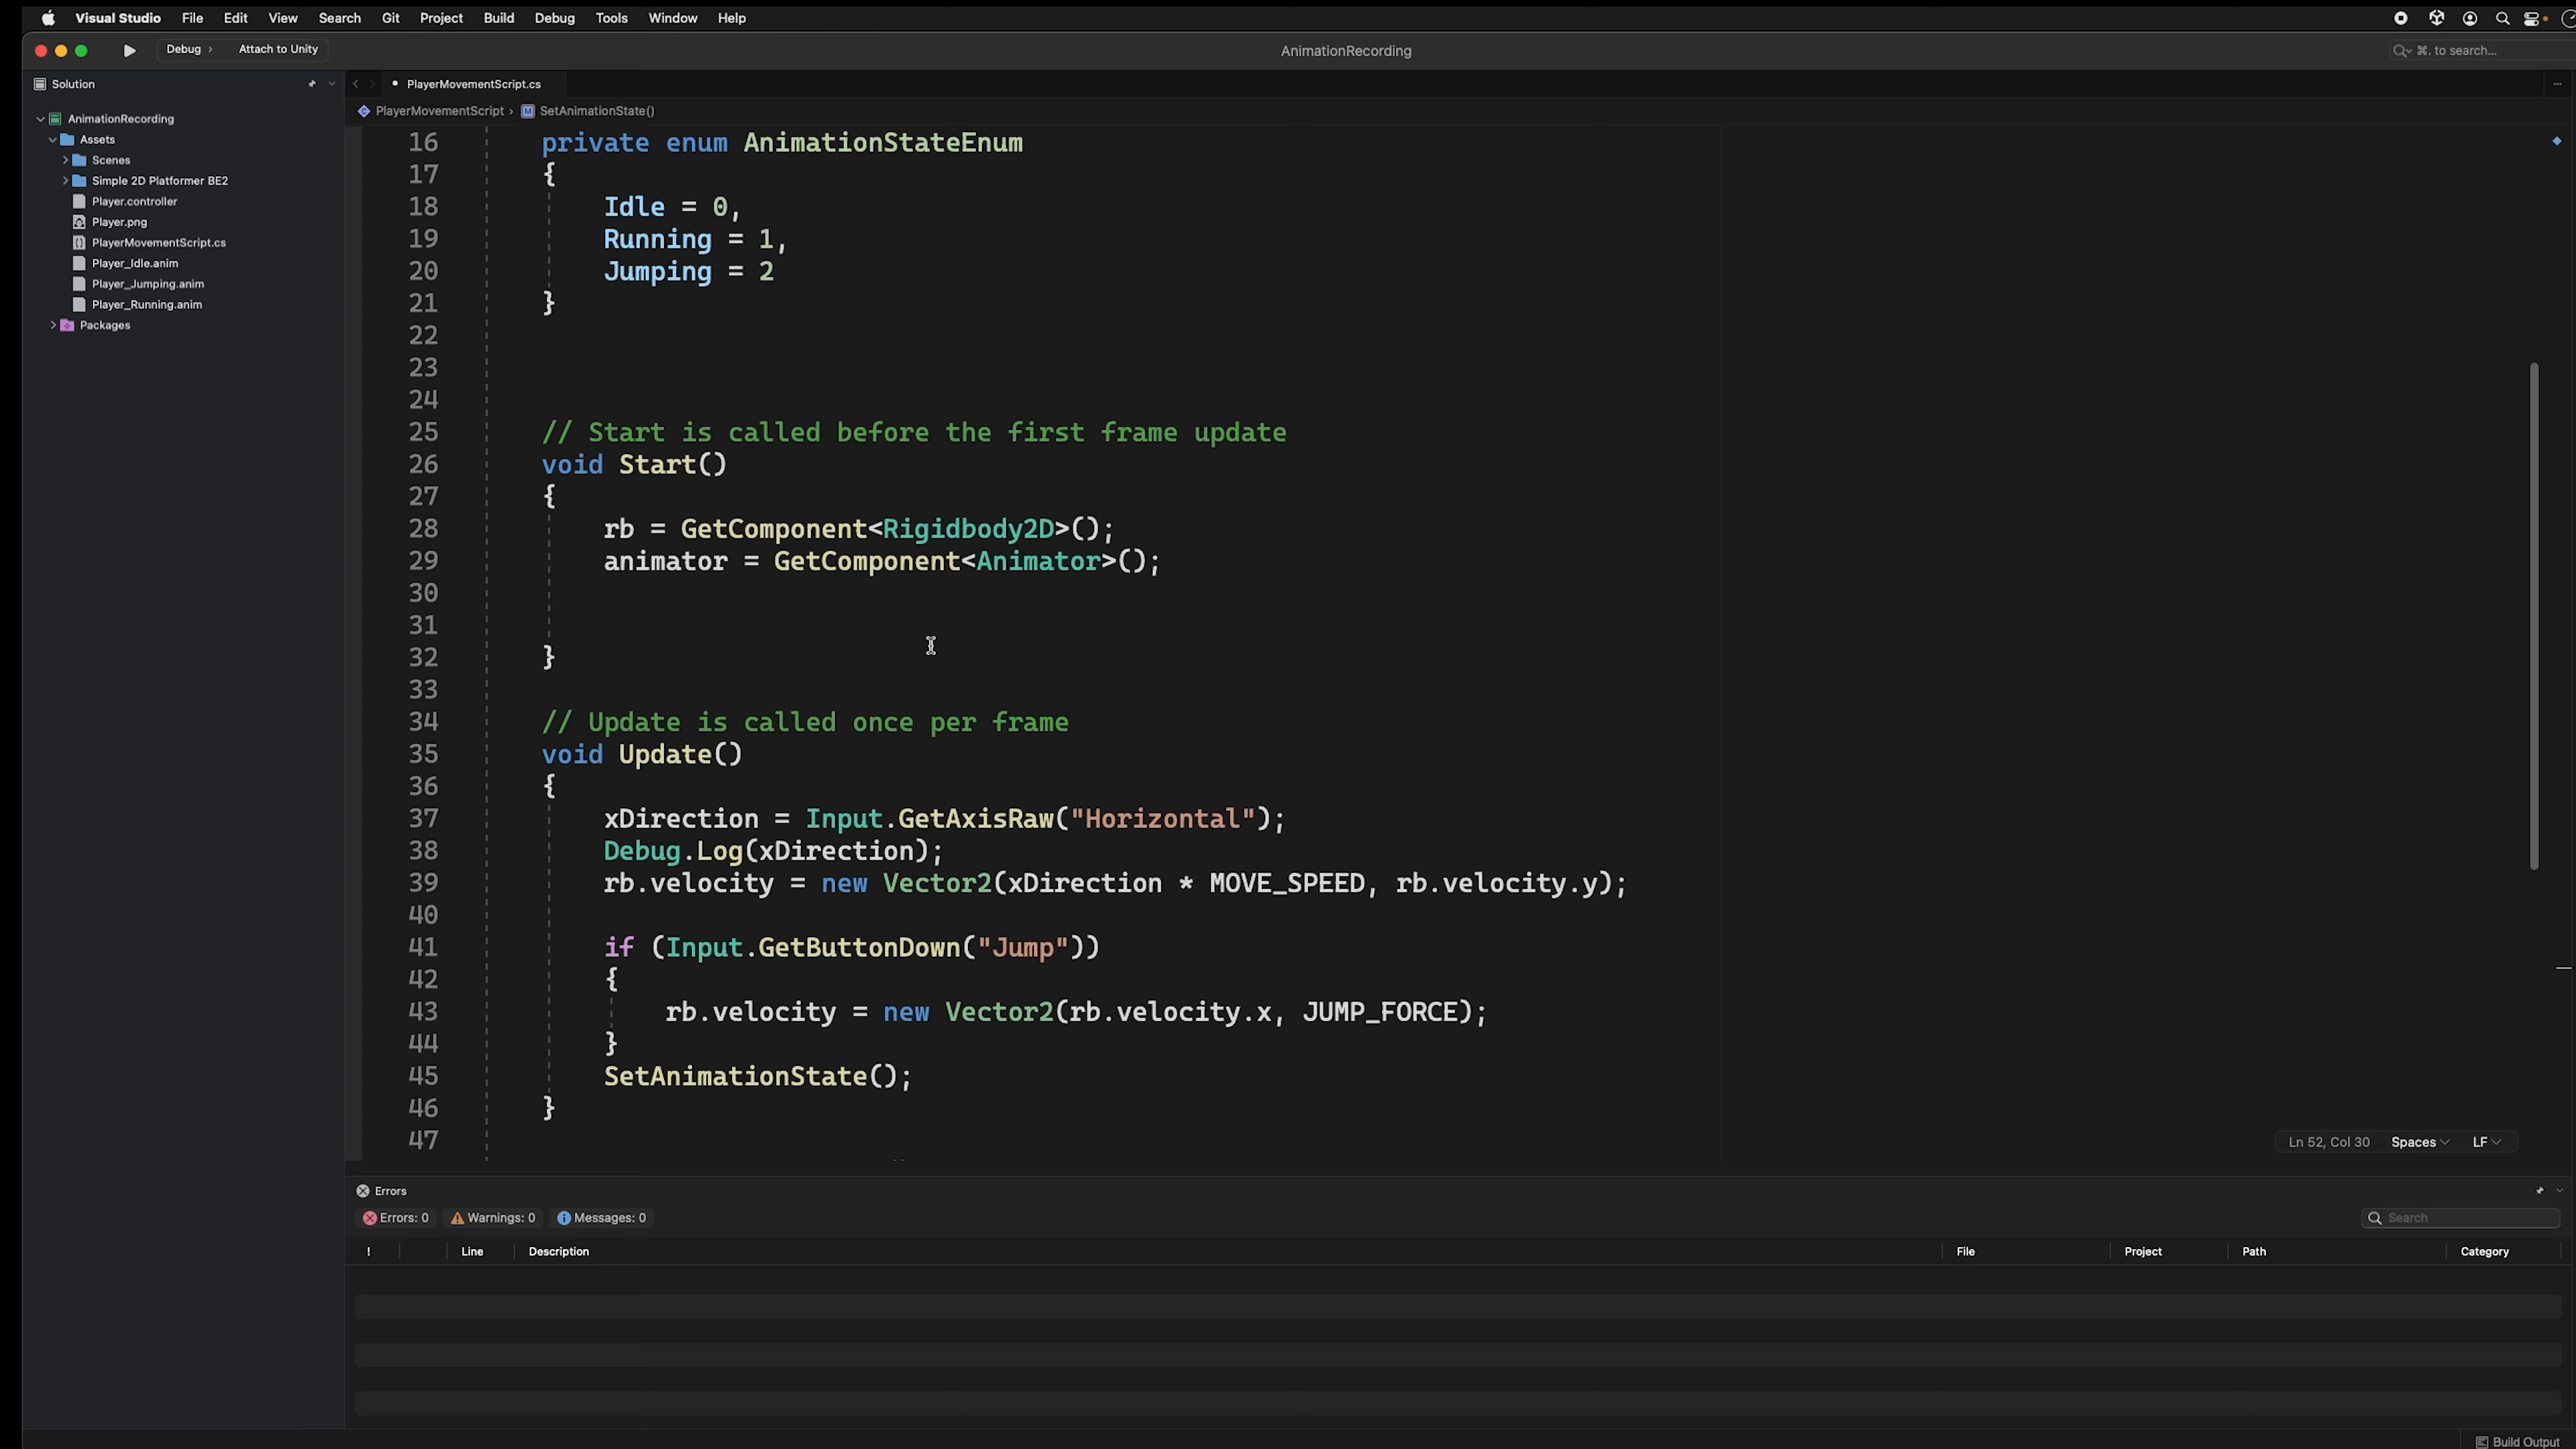 Visual Studio File Edit View Search Git Project Build Debug Tools Window Help
Debug › Attach to Unity
AnimationRecording
⌘. to search...
Solution
PlayerMovementScript.cs
PlayerMovementScript › SetAnimationState()
AnimationRecording
Assets
Scenes
Simple 2D Platformer BE2
Player.controller
Player.png
PlayerMovementScript.cs
Player_Idle.anim
Player_Jumping.anim
Player_Running.anim
Packages
16 private enum AnimationStateEnum
17 {
18 Idle = 0,
19 Running = 1,
20 Jumping = 2
21 }
22
23
24
25 // Start is called before the first frame update
26 void Start()
27 {
28 rb = GetComponent<Rigidbody2D>();
29 animator = GetComponent<Animator>();
30
31
32 }
33
34 // Update is called once per frame
35 void Update()
36 {
37 xDirection = Input.GetAxisRaw("Horizontal");
38 Debug.Log(xDirection);
39 rb.velocity = new Vector2(xDirection * MOVE_SPEED, rb.velocity.y);
40
41 if (Input.GetButtonDown("Jump"))
42 {
43 rb.velocity = new Vector2(rb.velocity.x, JUMP_FORCE);
44 }
45 SetAnimationState();
46 }
47
Ln 52, Col 30 Spaces LF
Errors
Errors: 0 Warnings: 0 Messages: 0
Search
! Line Description File Project Path Category
Build Output